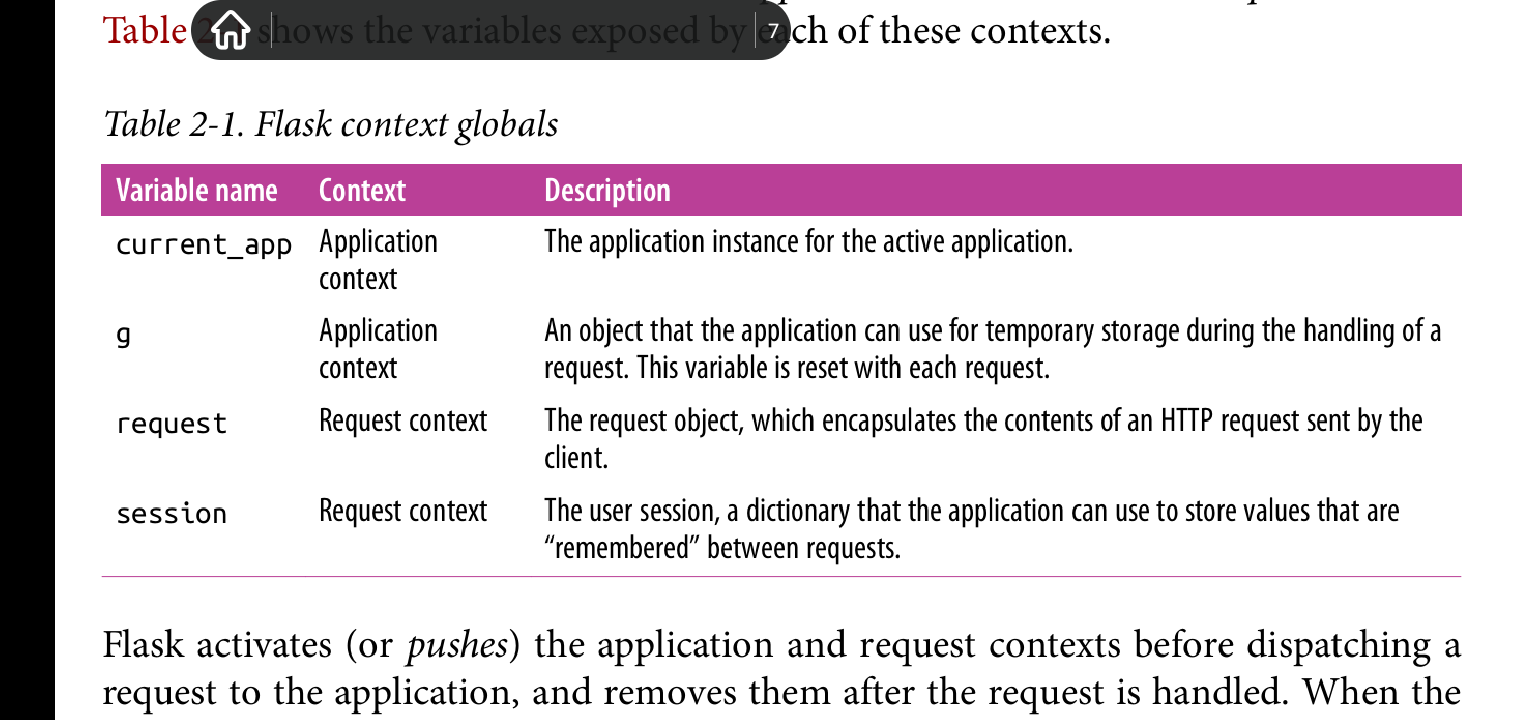 Table 2 shows the variables exposed by each of these contexts.
7
Table 2-1. Flask context globals
Variable name Context Description
current_app Application The application instance for the active application.
context
g Application An object that the application can use for temporary storage during the handling of a
context request. This variable is reset with each request.
request Request context The request object, which encapsulates the contents of an HTTP request sent by the
client.
session Request context The user session, a dictionary that the application can use to store values that are
“remembered” between requests.
Flask activates (or pushes) the application and request contexts before dispatching a
request to the application, and removes them after the request is handled. When the